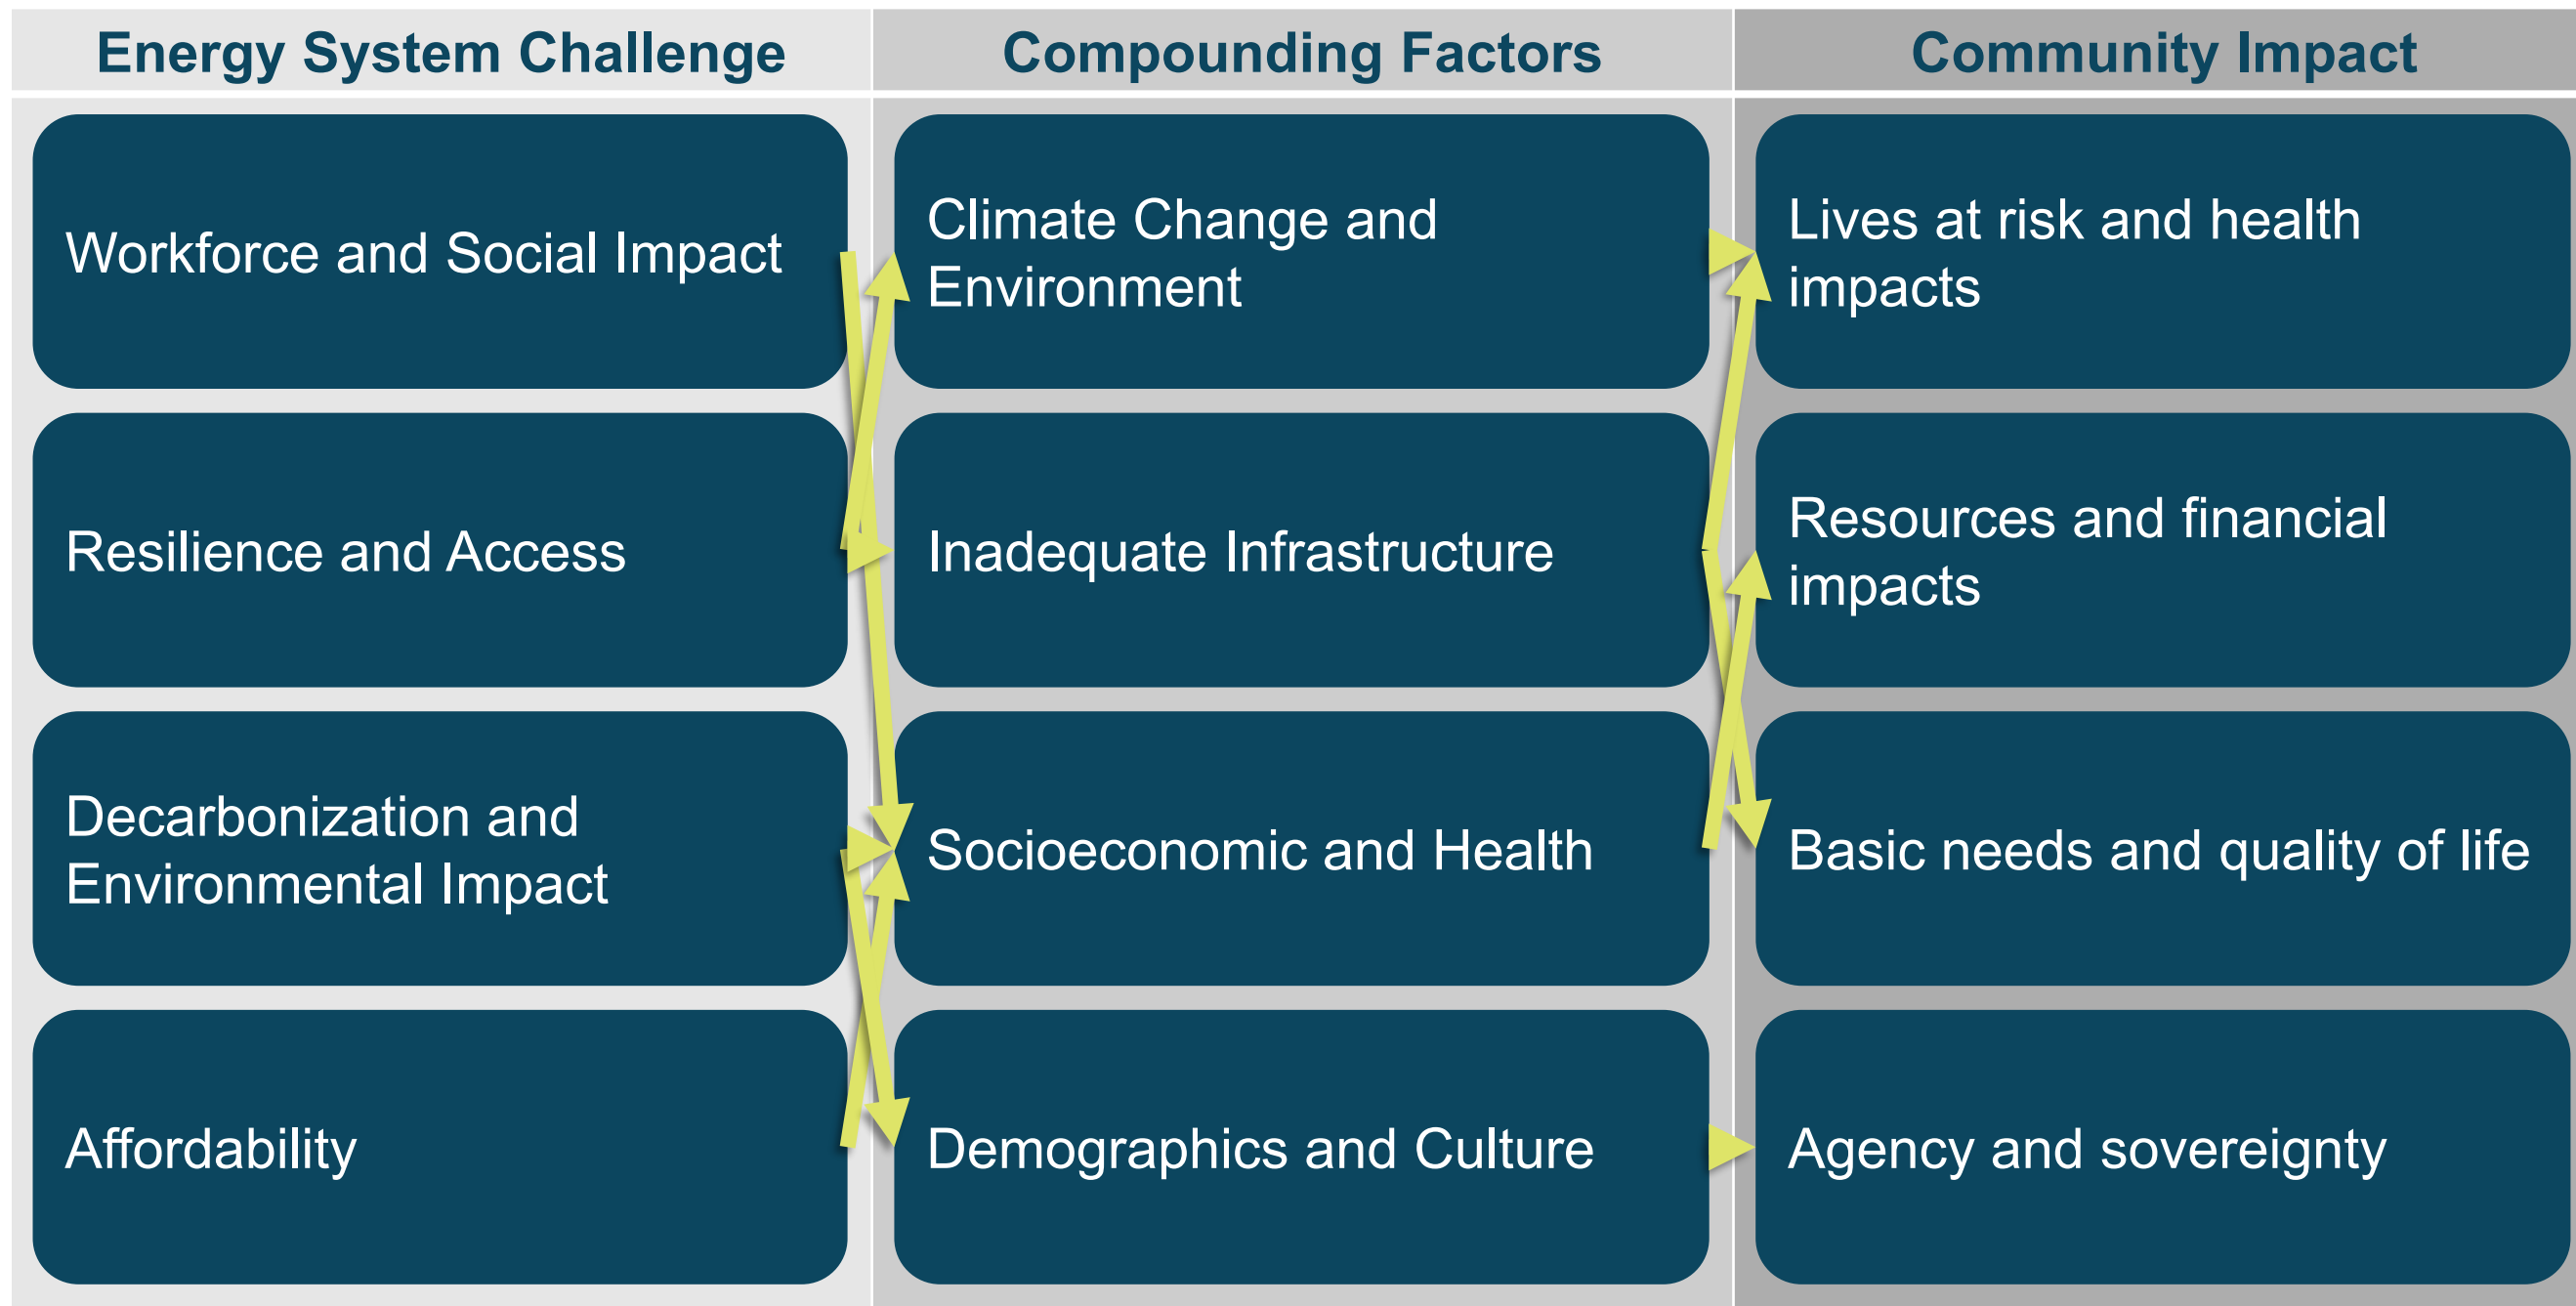 Energy System Challenge
Compounding Factors
Community Impact
Workforce and Social Impact
Climate Change and
Environment
Lives at risk and health
impacts
Resilience and Access
Inadequate Infrastructure
Resources and financial
impacts
Decarbonization and
Environmental Impact
Socioeconomic and Health
Basic needs and quality of life
Affordability
Demographics and Culture
Agency and sovereignty